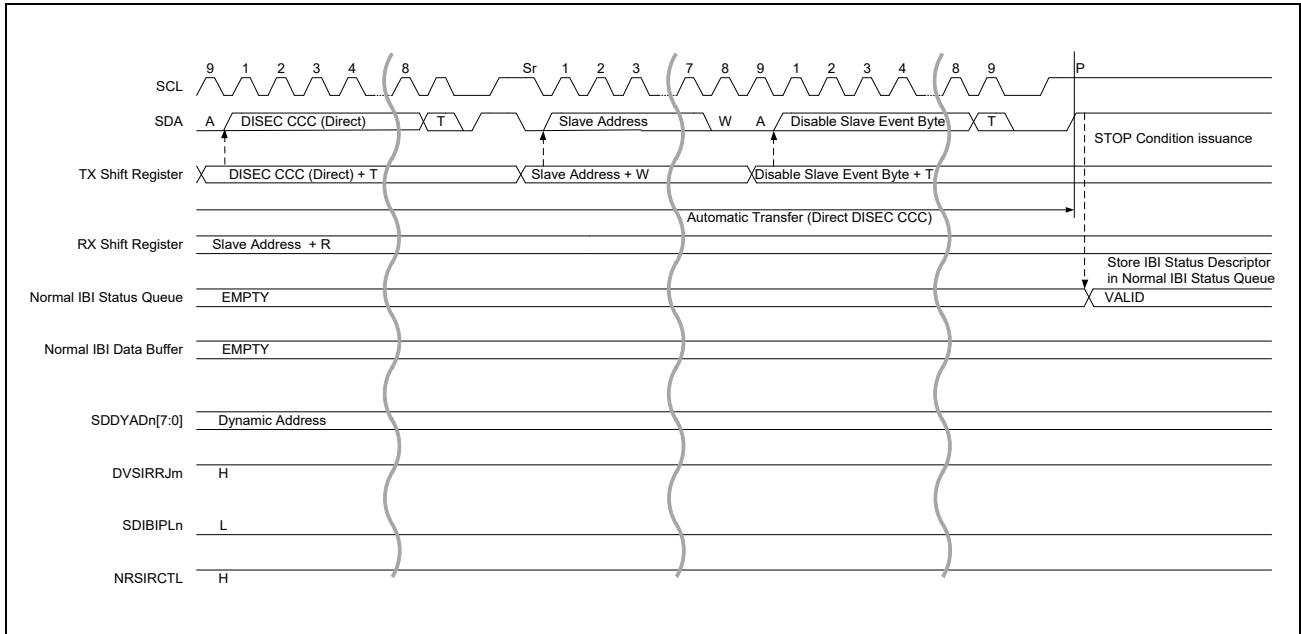 9 1 2 3 4 8 Sr 1 2 3 7 8 9 1 2 3 4 8 9 P
SCL
SDA A DISEC CCC (Direct) T Slave Address W A Disable Slave Event Byte T
STOP Condition issuance
TX Shift Register DISEC CCC (Direct) + T Slave Address + W Disable Slave Event Byte + T
Automatic Transfer (Direct DISEC CCC)
RX Shift Register Slave Address + R
Store IBI Status Descriptor
in Normal IBI Status Queue
Normal IBI Status Queue EMPTY VALID
Normal IBI Data Buffer EMPTY
SDDYADn[7:0] Dynamic Address
DVSIRRJm H
SDIBIPLn L
NRSIRCTL H